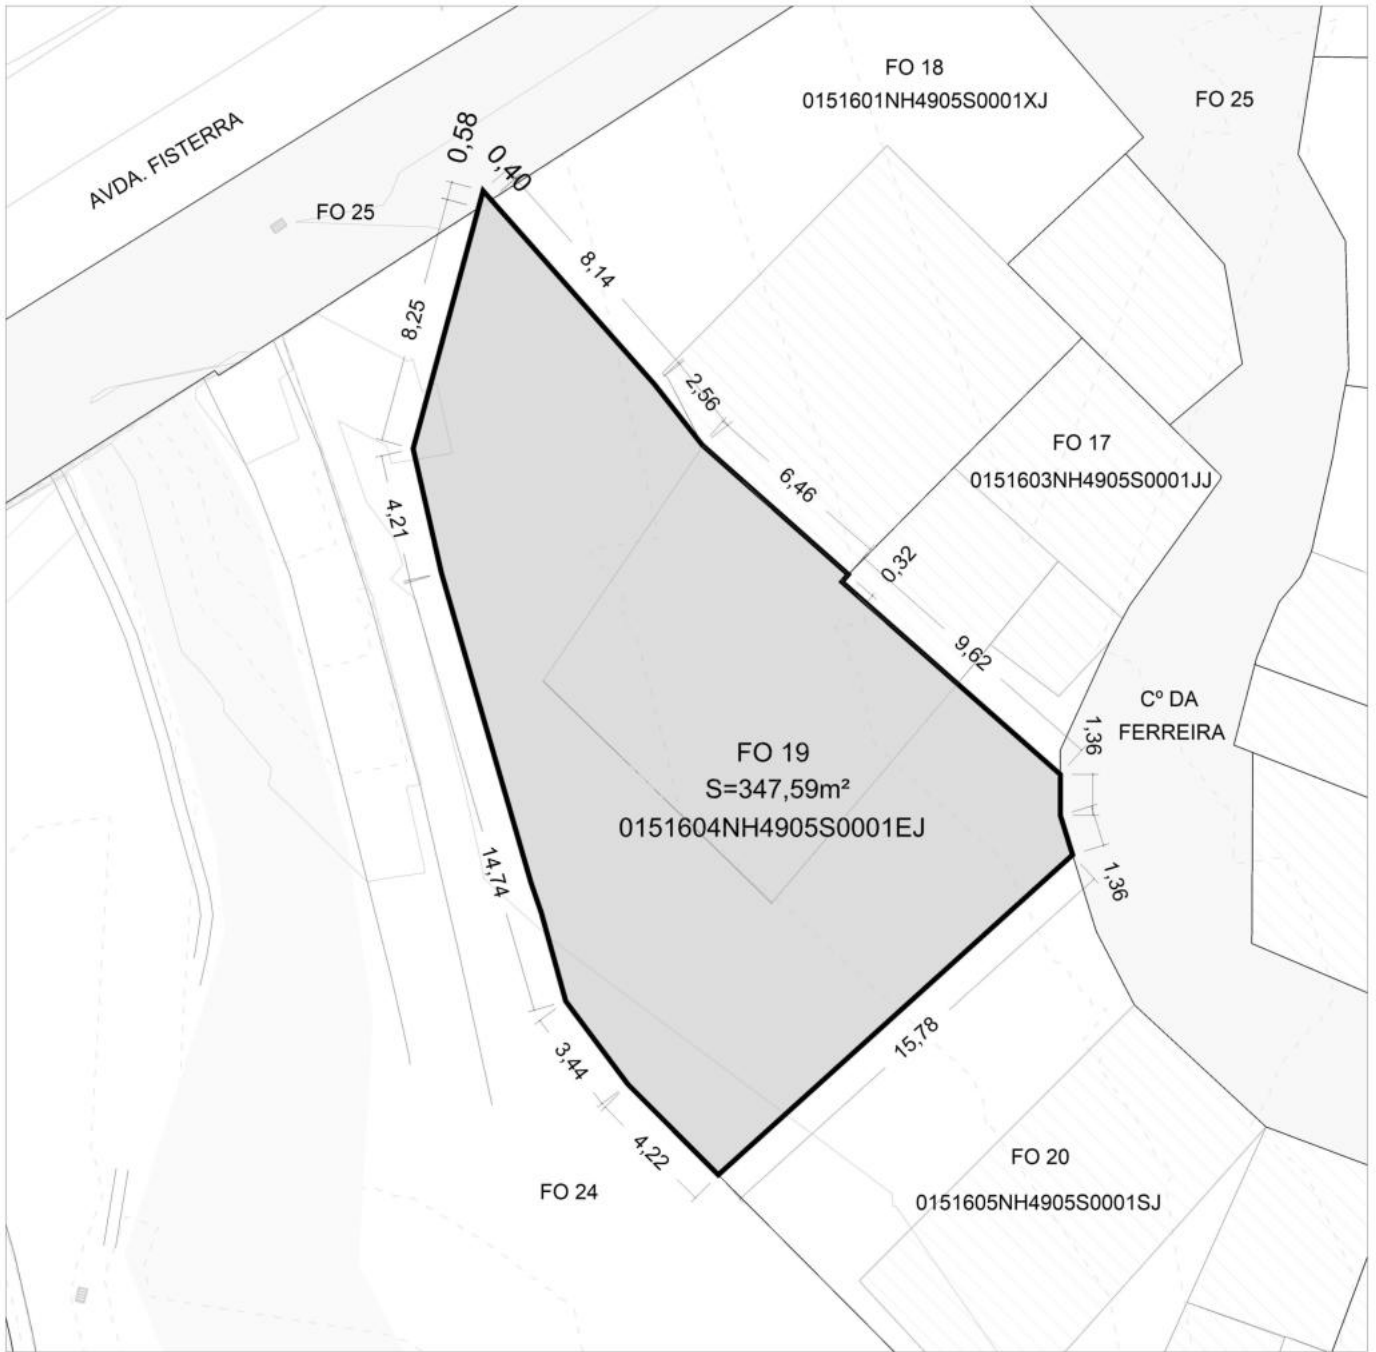 FO 18
0151601NH4905S0001XJ
FO 25
AVDA. FISTERRA
0,58
0,40
FO 25
8,14
8,25
2,56
FO 17
0151603NH4905S0001JJ
6,46
4,21
0,32
9,62
Cº DA
FERREIRA
1,36
FO 19
S=347,59m²
0151604NH4905S0001EJ
14,74
1,36
15,78
3,44
4,22
FO 20
0151605NH4905S0001SJ
FO 24